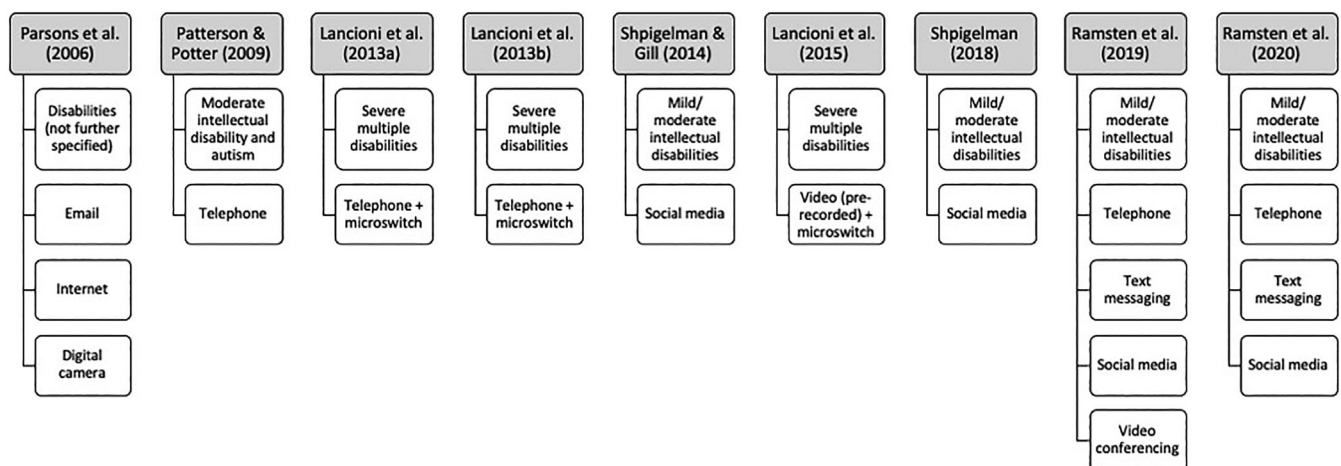 Parsons et al.
(2006)
Disabilities
(not further
specified)
Email
Internet
Digital
camera
Patterson &
Potter (2009)
Moderate
intellectual
disability and
autism
Telephone
Lancioni et al.
(2013a)
Severe
multiple
disabilities
Telephone +
microswitch
Lancioni et al.
(2013b)
Severe
multiple
disabilities
Telephone +
microswitch
Shpigelman &
Gill (2014)
Mild/
moderate
intellectual
disabilities
Social media
Lancioni et al.
(2015)
Severe
multiple
disabilities
Video (pre-
recorded) +
microswitch
Shpigelman
(2018)
Mild/
moderate
intellectual
disabilities
Social media
Ramsten et al.
(2019)
Mild/
moderate
intellectual
disabilities
Telephone
Text
messaging
Social media
Video
conferencing
Ramsten et al.
(2020)
Mild/
moderate
intellectual
disabilities
Telephone
Text
messaging
Social media